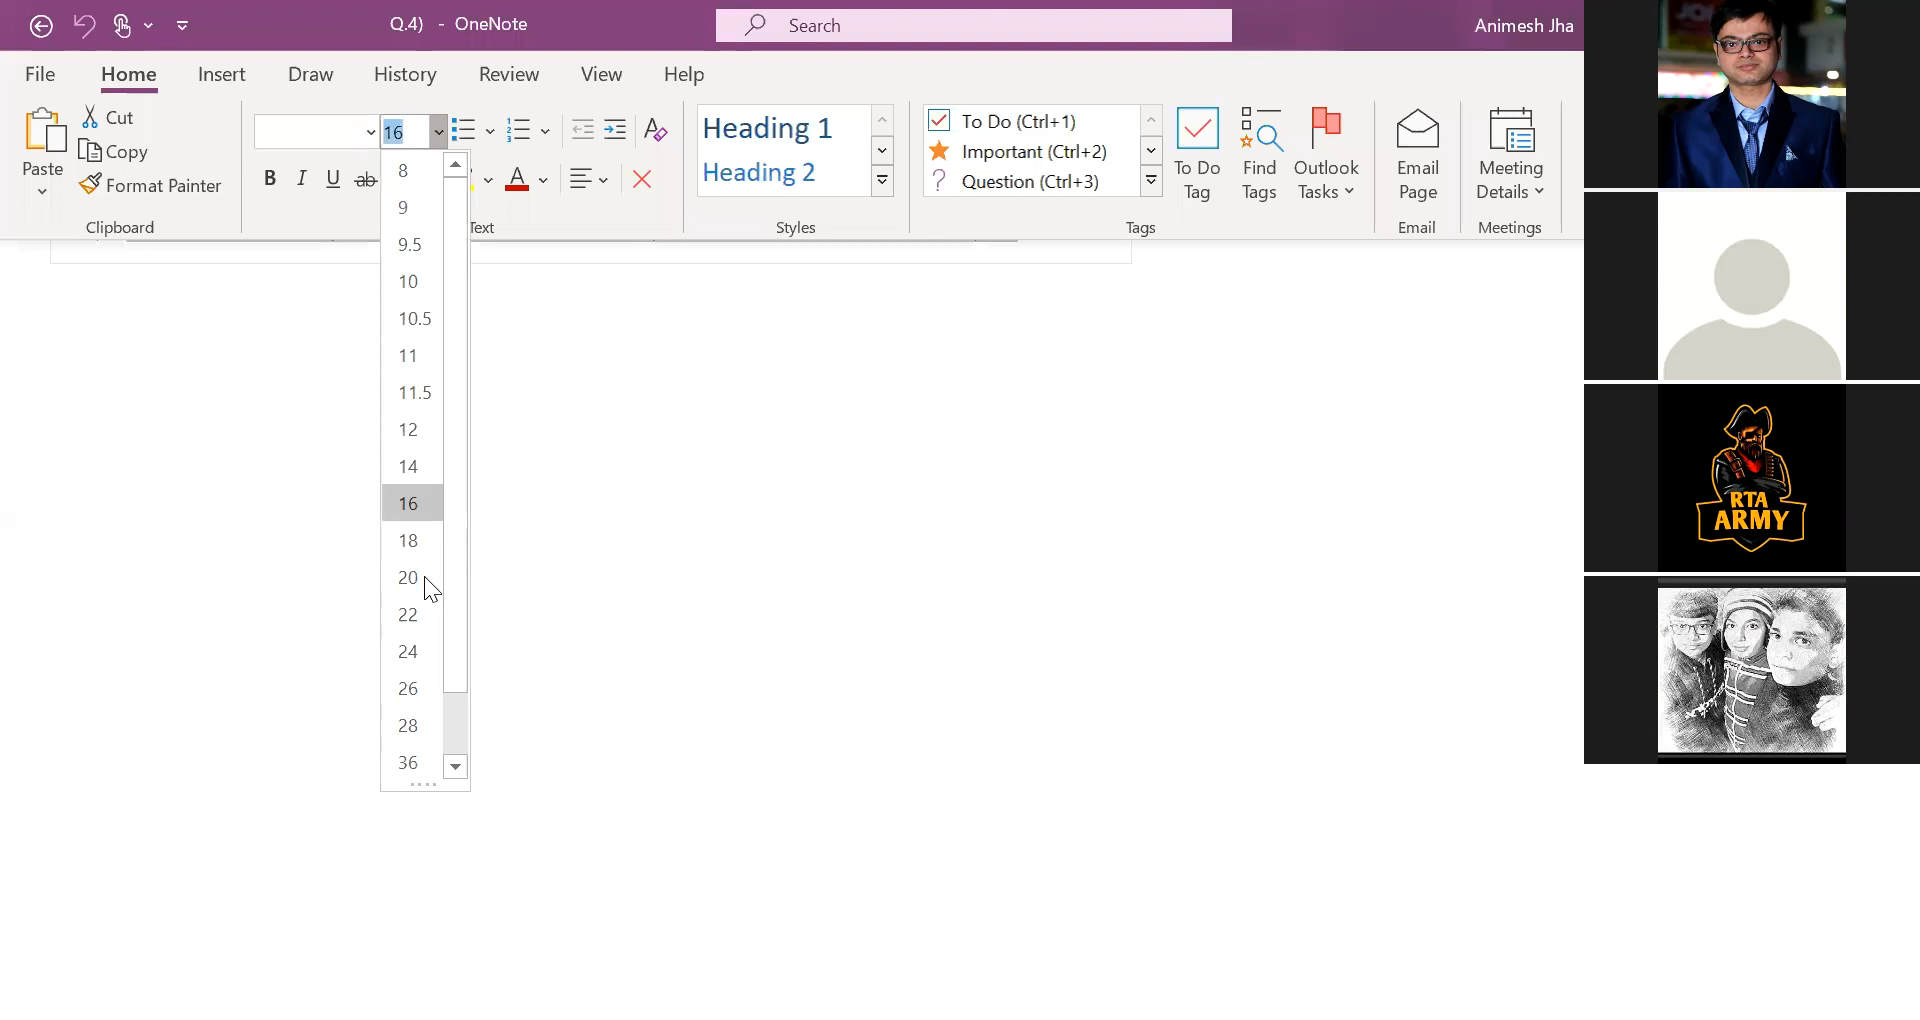 Q.4) - OneNote
Search
Animesh Jha
File Home Insert Draw History Review View Help
Paste
Cut
Copy
Format Painter
Clipboard
16
8
9
9.5
10
10.5
11
11.5
12
14
16
18
20
22
24
26
28
36
B I U ab
A
Text
Heading 1
Heading 2
Styles
To Do (Ctrl+1)
Important (Ctrl+2)
Question (Ctrl+3)
To Do
Tag
Find
Tags
Outlook
Tasks
Tags
Email
Page
Email
Meeting
Details
Meetings
RTA
ARMY